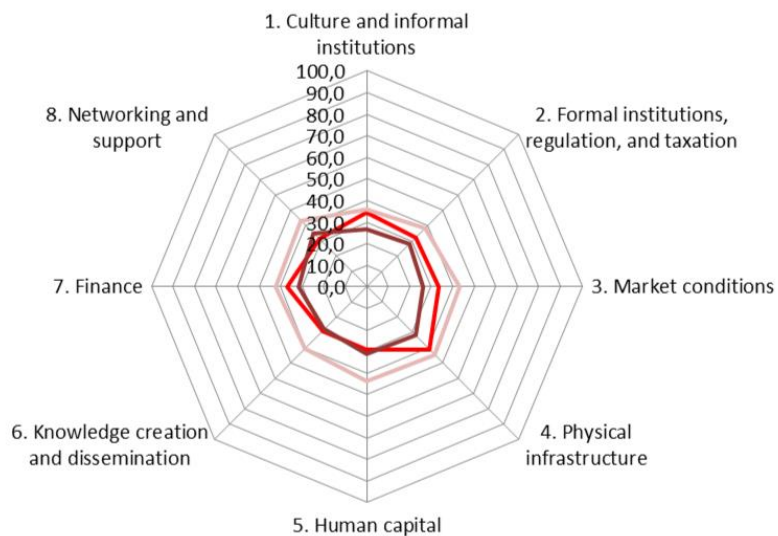 1. Culture and informal
institutions
100,0
90,0
80,0
70,0
60,0
50,0
40,0
30,0
20,0
10,0
0,0
2. Formal institutions,
regulation, and taxation
3. Market conditions
4. Physical
infrastructure
5. Human capital
6. Knowledge creation
and dissemination
7. Finance
8. Networking and
support